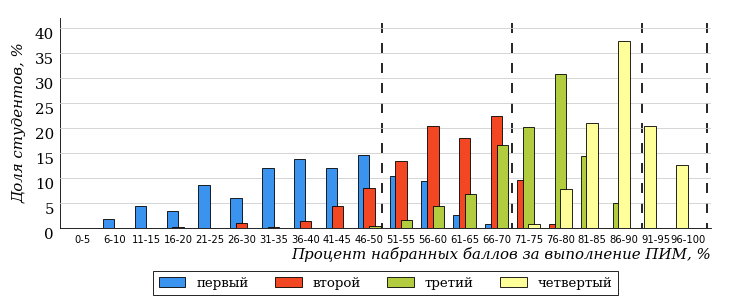 Доля студентов, %
40
35
30
25
20
15
10
5
0
0-5 6-10 11-15 16-20 21-25 26-30 31-35 36-40 41-45 46-50 51-55 56-60 61-65 66-70 71-75 76-80 81-85 86-90 91-95 96-100
Процент набранных баллов за выполнение ПИМ, %
первый второй третий четвертый